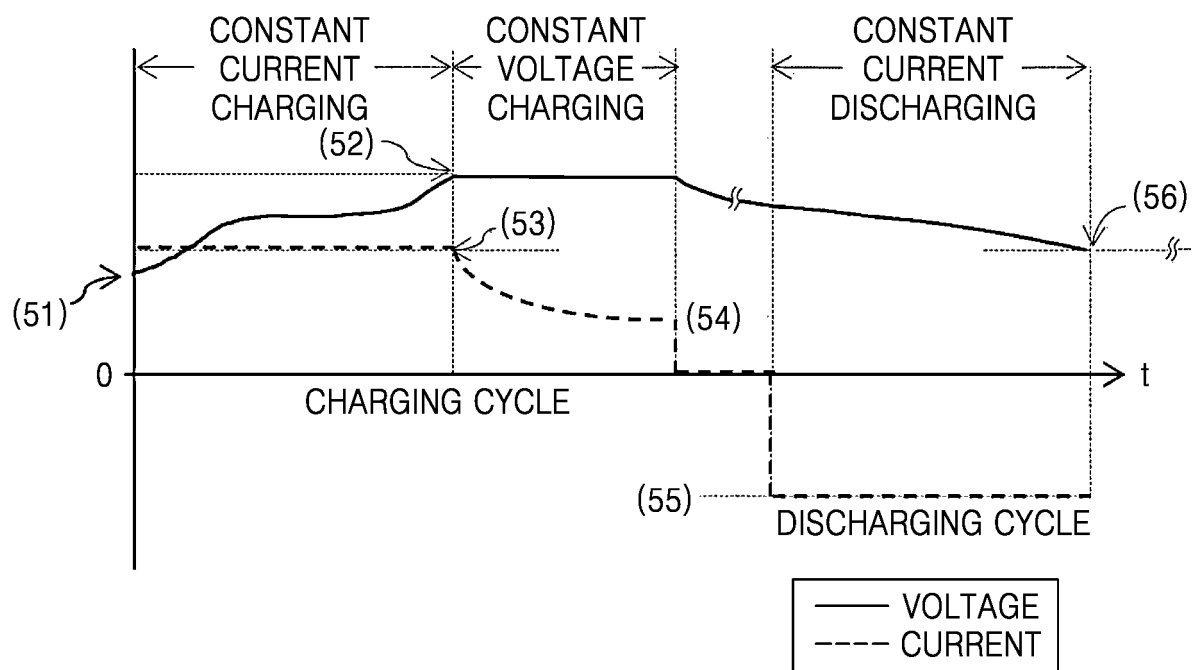 CONSTANT
CURRENT
CHARGING
CONSTANT
VOLTAGE
CHARGING
CONSTANT
CURRENT
DISCHARGING
(52)
(53)
(56)
(51)
(54)
0
t
CHARGING CYCLE
(55)
DISCHARGING CYCLE
VOLTAGE
CURRENT